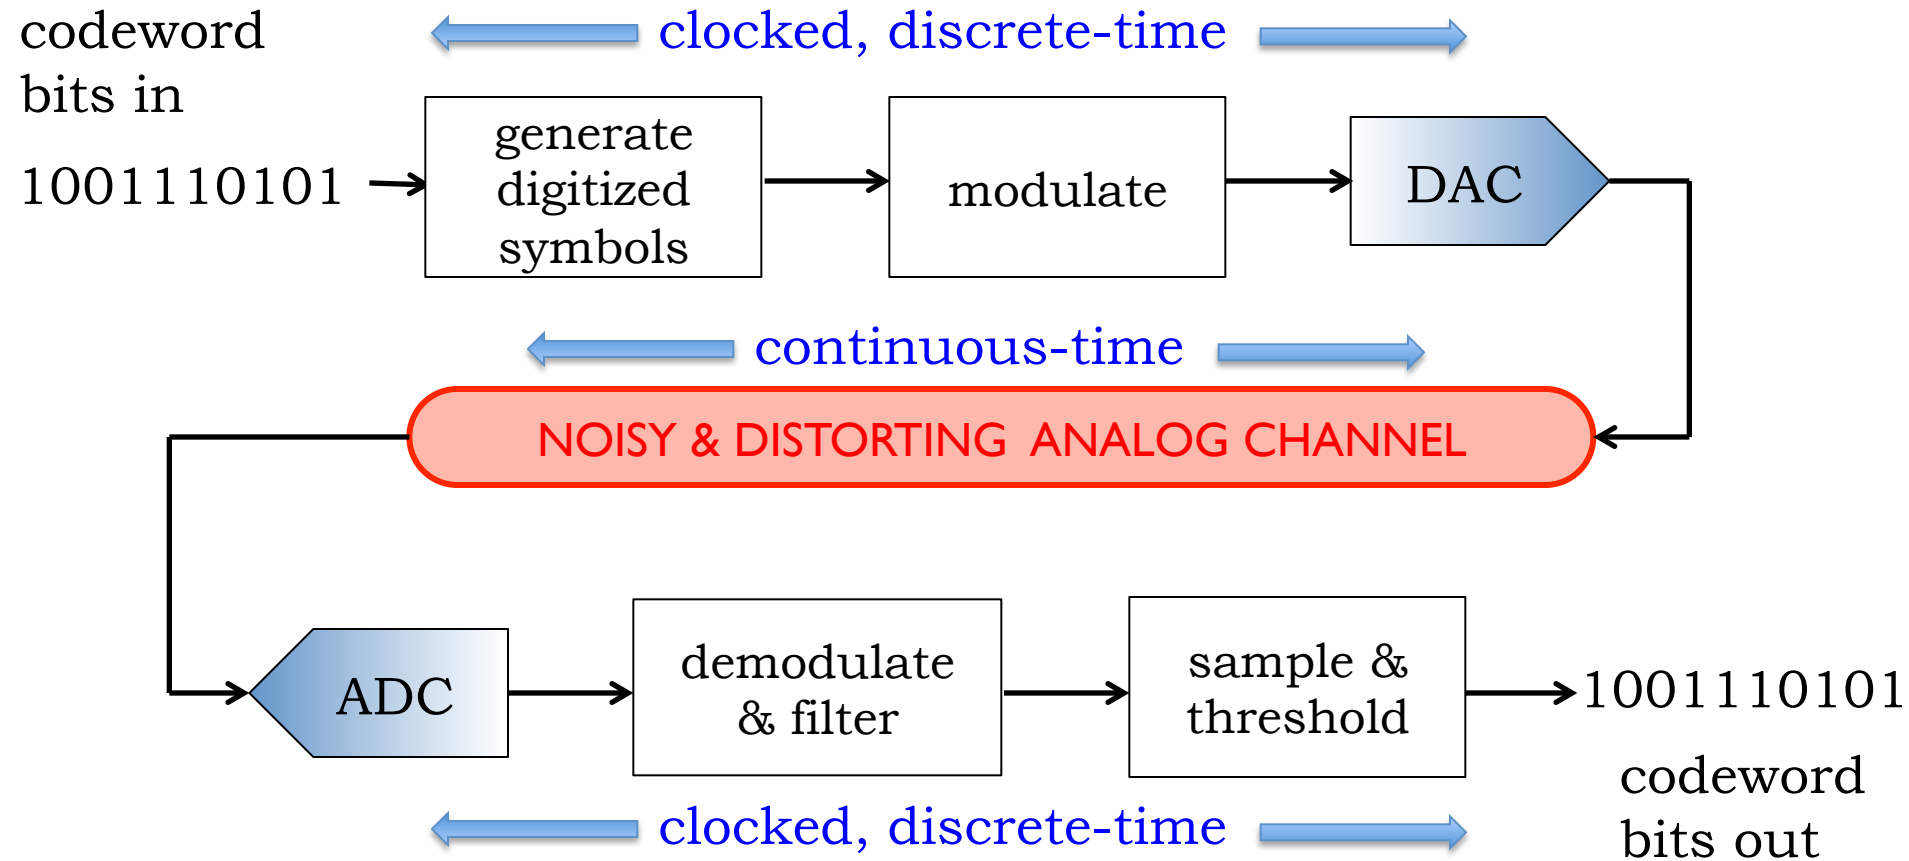 codeword
bits in
1001110101
clocked, discrete-time
generate
digitized
symbols
modulate
DAC
continuous-time
NOISY & DISTORTING ANALOG CHANNEL
ADC
demodulate
& filter
sample &
threshold
1001110101
codeword
bits out
clocked, discrete-time